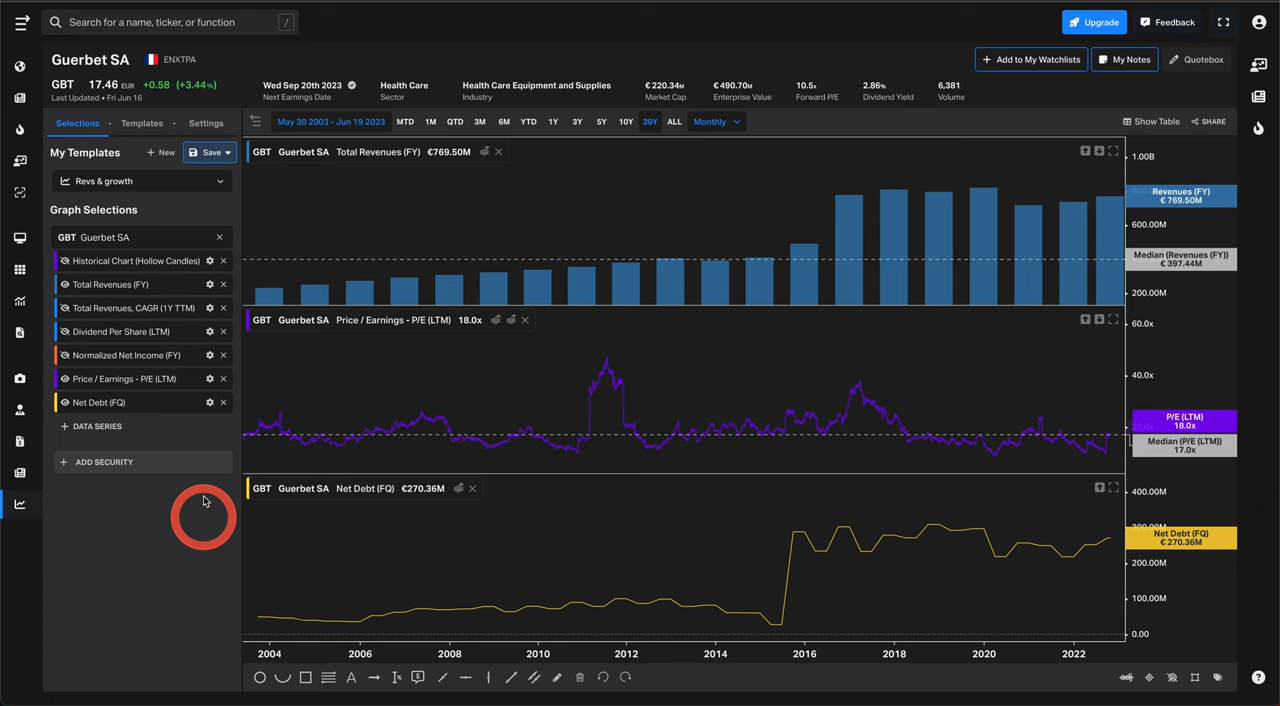 Search for a name, ticker, or function /
Upgrade
Feedback
Guerbet SA ENXTPA
Add to My Watchlists
My Notes
Quotebox
GBT 17.46 EUR +0.58 (+3.44%)
Last Updated • Fri Jun 16
Wed Sep 20th 2023
Next Earnings Date
Health Care
Sector
Health Care Equipment and Supplies
Industry
€220.34M
Market Cap
€490.70M
Enterprise Value
10.5x
Forward P/E
2.86%
Dividend Yield
6,381
Volume
Selections • Templates • Settings
May 30 2003 - Jun 19 2023 MTD 1M QTD 3M 6M YTD 1Y 3Y 5Y 10Y 20Y ALL Monthly
Show Table
SHARE
My Templates + New Save
Revs & growth
Graph Selections
GBT Guerbet SA
Historical Chart (Hollow Candles)
Total Revenues (FY)
Total Revenues, CAGR (1Y TTM)
Dividend Per Share (LTM)
Normalized Net Income (FY)
Price / Earnings - P/E (LTM)
Net Debt (FQ)
+ DATA SERIES
+ ADD SECURITY
GBT Guerbet SA Total Revenues (FY) €769.50M
1.00B
Revenues (FY)
€ 769.50M
600.00M
Median (Revenues (FY))
€ 397.44M
200.00M
GBT Guerbet SA Price / Earnings - P/E (LTM) 18.0x
60.0x
40.0x
P/E (LTM)
18.0x
20.0x
Median (P/E (LTM))
17.0x
GBT Guerbet SA Net Debt (FQ) €270.36M
400.00M
300.00M
Net Debt (FQ)
€ 270.36M
200.00M
100.00M
0.00
2004 2006 2008 2010 2012 2014 2016 2018 2020 2022